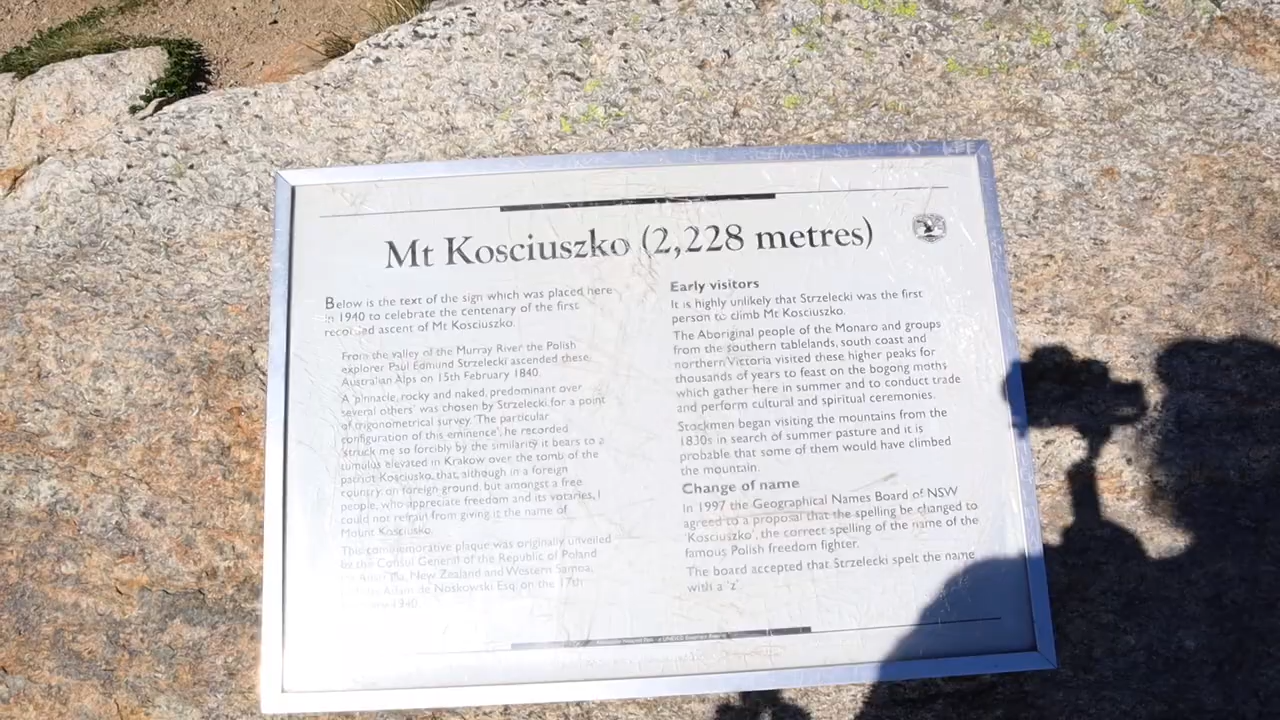 Mt Kosciuszko (2,228 metres)
Below is the text of the sign which was placed here
in 1940 to celebrate the centenary of the first
recorded ascent of Mt Kosciuszko.
From the valley of the Murray River the Polish
explorer Paul Edmund Strzelecki ascended these
Australian Alps on 15th February 1840.
A 'pinnacle, rocky and naked, predominant over
several others' was chosen by Strzelecki for a point
of trigonometrical survey. 'The particular
configuration of this eminence', he recorded
'struck me so forcibly by the similarity it bears to a
tumulus elevated in Krakow over the tomb of the
patriot Kosciusko, that, although in a foreign
country on foreign ground, but amongst a free
people, who appreciate freedom and its votaries, I
could not refrain from giving it the name of
Mount Kosciusko.
This commemorative plaque was originally unveiled
by the Consul General of the Republic of Poland
New Zealand and Western Samoa,
de Noskowski Esq. on the 17th
1940.
Early visitors
It is highly unlikely that Strzelecki was the first
person to climb Mt Kosciuszko.
The Aboriginal people of the Monaro and groups
from the southern tablelands, south coast and
northern Victoria visited these higher peaks for
thousands of years to feast on the bogong moths
which gather here in summer and to conduct trade
and perform cultural and spiritual ceremonies.
Stockmen began visiting the mountains from the
1830s in search of summer pasture and it is
probable that some of them would have climbed
the mountain.
Change of name
In 1997 the Geographical Names Board of NSW
agreed to a proposal that the spelling be changed to
'Kosciuszko', the correct spelling of the name of the
famous Polish freedom fighter.
The board accepted that Strzelecki spelt the name
with a 'z'